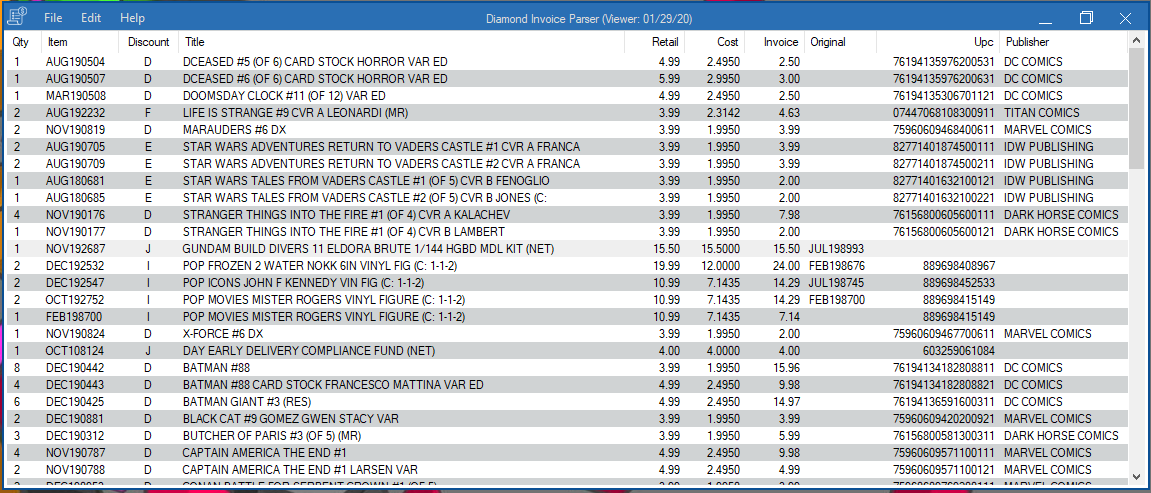 File Edit Help Diamond Invoice Parser (Viewer: 01/29/20)
Qty Item Discount Title Retail Cost Invoice Original Upc Publisher
1 AUG190504 D DCEASED #5 (OF 6) CARD STOCK HORROR VAR ED 4.99 2.4950 2.50 76194135976200531 DC COMICS
1 AUG190507 D DCEASED #6 (OF 6) CARD STOCK HORROR VAR ED 5.99 2.9950 3.00 76194135976200631 DC COMICS
1 MAR190508 D DOOMSDAY CLOCK #11 (OF 12) VAR ED 4.99 2.4950 2.50 76194135306701121 DC COMICS
2 AUG192232 F LIFE IS STRANGE #9 CVR A LEONARDI (MR) 3.99 2.3142 4.63 07447068108300911 TITAN COMICS
2 NOV190819 D MARAUDERS #6 DX 3.99 1.9950 3.99 75960609468400611 MARVEL COMICS
2 AUG190705 E STAR WARS ADVENTURES RETURN TO VADERS CASTLE #1 CVR A FRANCA 3.99 1.9950 3.99 82771401874500111 IDW PUBLISHING
2 AUG190709 E STAR WARS ADVENTURES RETURN TO VADERS CASTLE #2 CVR A FRANCA 3.99 1.9950 3.99 82771401874500211 IDW PUBLISHING
1 AUG180681 E STAR WARS TALES FROM VADERS CASTLE #1 (OF 5) CVR B FENOGLIO 3.99 1.9950 2.00 82771401632100121 IDW PUBLISHING
1 AUG180685 E STAR WARS TALES FROM VADERS CASTLE #2 (OF 5) CVR B JONES (C: 3.99 1.9950 2.00 82771401632100221 IDW PUBLISHING
4 NOV190176 D STRANGER THINGS INTO THE FIRE #1 (OF 4) CVR A KALACHEV 3.99 1.9950 7.98 76156800605600111 DARK HORSE COMICS
1 NOV190177 D STRANGER THINGS INTO THE FIRE #1 (OF 4) CVR B LAMBERT 3.99 1.9950 2.00 76156800605600121 DARK HORSE COMICS
1 NOV192687 J GUNDAM BUILD DIVERS 11 ELDORA BRUTE 1/144 HGBD MDL KIT (NET) 15.50 15.5000 15.50 JUL198993
2 DEC192532 I POP FROZEN 2 WATER NOKK 6IN VINYL FIG (C: 1-1-2) 19.99 12.0000 24.00 FEB198676 889698408967
2 DEC192547 I POP ICONS JOHN F KENNEDY VIN FIG (C: 1-1-2) 10.99 7.1435 14.29 JUL198745 889698452533
2 OCT192752 I POP MOVIES MISTER ROGERS VINYL FIGURE (C: 1-1-2) 10.99 7.1435 14.29 FEB198700 889698415149
1 FEB198700 I POP MOVIES MISTER ROGERS VINYL FIGURE (C: 1-1-2) 10.99 7.1435 7.14 889698415149
1 NOV190824 D X-FORCE #6 DX 3.99 1.9950 2.00 75960609467700611 MARVEL COMICS
1 OCT108124 J DAY EARLY DELIVERY COMPLIANCE FUND (NET) 4.00 4.0000 4.00 603259061084
8 DEC190442 D BATMAN #88 3.99 1.9950 15.96 76194134182808811 DC COMICS
4 DEC190443 D BATMAN #88 CARD STOCK FRANCESCO MATTINA VAR ED 4.99 2.4950 9.98 76194134182808821 DC COMICS
6 DEC190425 D BATMAN GIANT #3 (RES) 4.99 2.4950 14.97 76194136591600311 DC COMICS
2 DEC190881 D BLACK CAT #9 GOMEZ GWEN STACY VAR 3.99 1.9950 3.99 75960609420200921 MARVEL COMICS
3 DEC190312 D BUTCHER OF PARIS #3 (OF 5) (MR) 3.99 1.9950 5.99 76156800581300311 DARK HORSE COMICS
4 NOV190787 D CAPTAIN AMERICA THE END #1 4.99 2.4950 9.98 75960609571100111 MARVEL COMICS
2 NOV190788 D CAPTAIN AMERICA THE END #1 LARSEN VAR 4.99 2.4950 4.99 75960609571100121 MARVEL COMICS
CONAN BATTLE FOR SERPENT CROWN #1 (OF 5) MARVEL COMICS